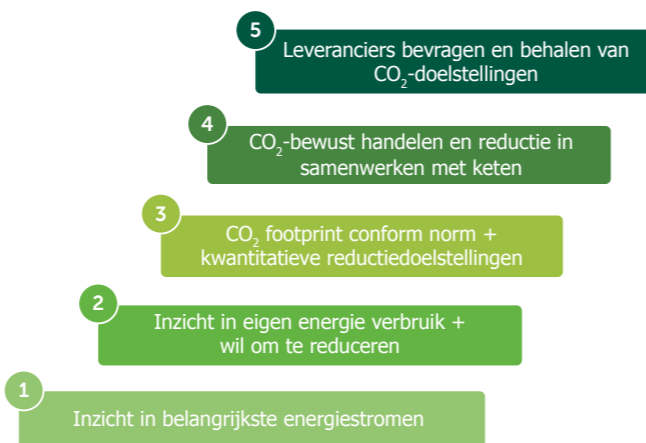 5
Leveranciers bevragen en behalen van
CO₂-doelstellingen
4
CO₂-bewust handelen en reductie in
samenwerken met keten
3
CO₂ footprint conform norm +
kwantitatieve reductiedoelstellingen
2
Inzicht in eigen energie verbruik +
wil om te reduceren
1
Inzicht in belangrijkste energiestromen